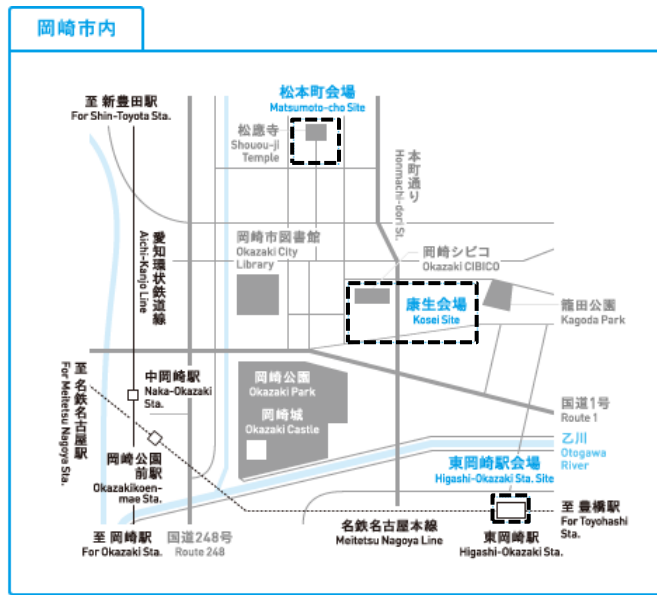 岡崎市内
至 新豊田駅
For Shin-Toyota Sta.
松本町会場
Matsumoto-cho Site
松應寺
Shouou-ji
Temple
本町通り
Honmachi-dori St.
愛知環状鉄道線
Aichi-Kanjo Line
岡崎市図書館
Okazaki City
Library
岡崎シビコ
Okazaki CIBICO
康生会場
Kosei Site
籠田公園
Kagoda Park
至 名鉄名古屋駅
For Meitetsu Nagoya Sta.
中岡崎駅
Naka-Okazaki
Sta.
岡崎公園
Okazaki Park
岡崎城
Okazaki Castle
国道1号
Route 1
乙川
Otogawa
River
岡崎公園
前駅
Okazakikoen-
mae Sta.
東岡崎駅会場
Higashi-Okazaki Sta. Site
至 豊橋駅
For Toyohashi
Sta.
至 岡崎駅
For Okazaki Sta.
国道248号
Route 248
名鉄名古屋本線
Meitetsu Nagoya Line
東岡崎駅
Higashi-Okazaki Sta.